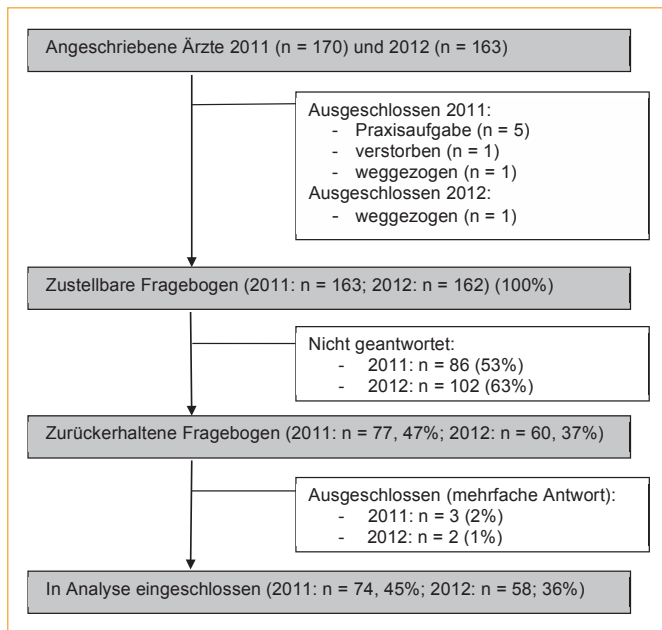 Angeschriebene Ärzte 2011 (n = 170) und 2012 (n = 163)
Ausgeschlossen 2011:
- Praxisaufgabe (n = 5)
- verstorben (n = 1)
- weggezogen (n = 1)
Ausgeschlossen 2012:
- weggezogen (n = 1)
Zustellbare Fragebogen (2011: n = 163; 2012: n = 162) (100%)
Nicht geantwortet:
- 2011: n = 86 (53%)
- 2012: n = 102 (63%)
Zurückerhaltene Fragebogen (2011: n = 77, 47%; 2012: n = 60, 37%)
Ausgeschlossen (mehrfache Antwort):
- 2011: n = 3 (2%)
- 2012: n = 2 (1%)
In Analyse eingeschlossen (2011: n = 74, 45%; 2012: n = 58; 36%)